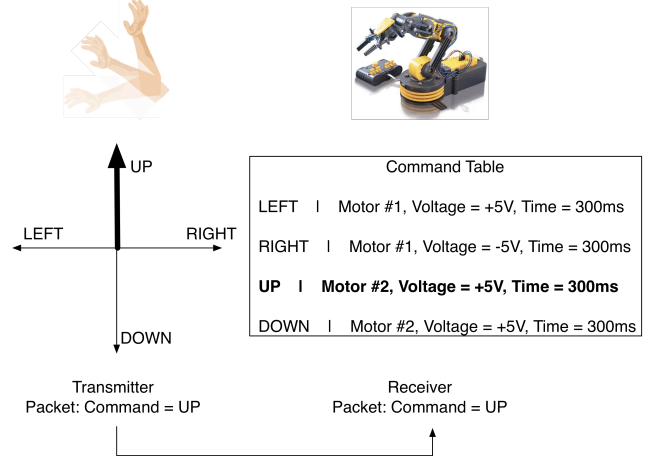 UP
LEFT
RIGHT
DOWN
Command Table
LEFT | Motor #1, Voltage = +5V, Time = 300ms
RIGHT | Motor #1, Voltage = -5V, Time = 300ms
UP | Motor #2, Voltage = +5V, Time = 300ms
DOWN | Motor #2, Voltage = +5V, Time = 300ms
Transmitter
Packet: Command = UP
Receiver
Packet: Command = UP